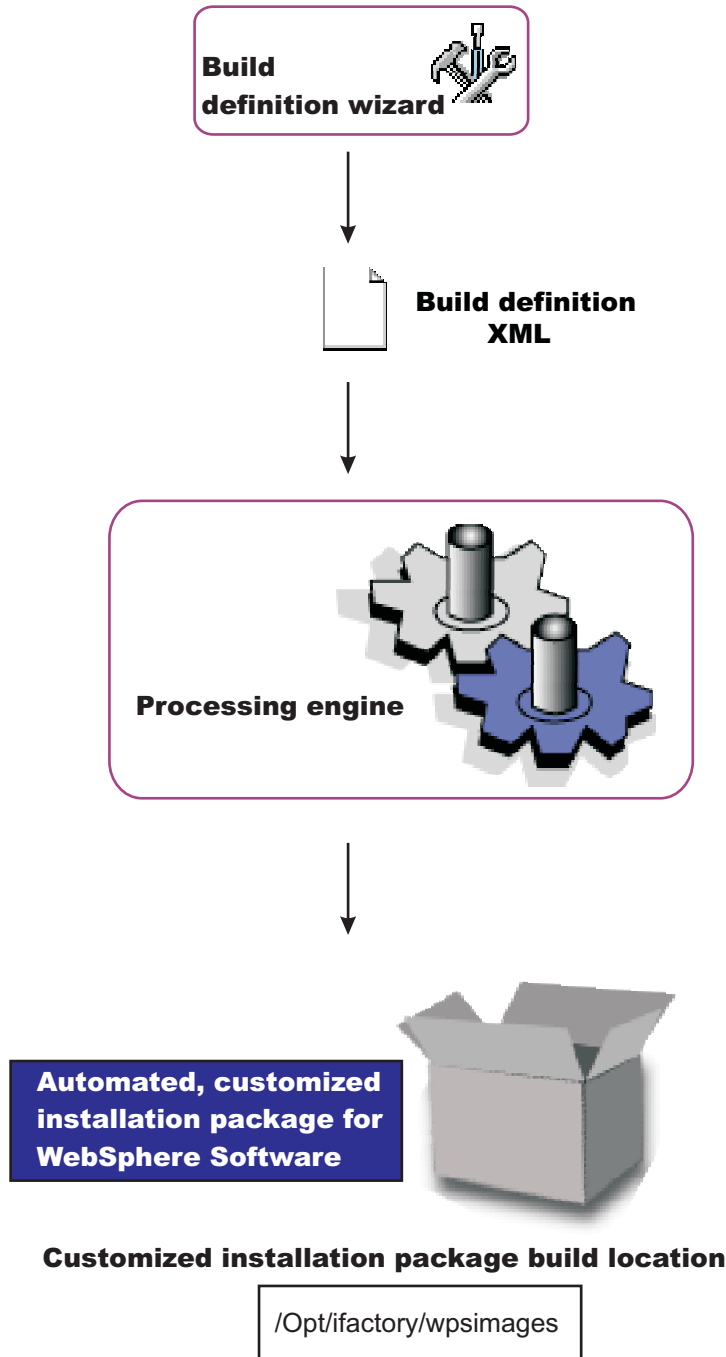 Build
definition wizard
Build definition
XML
Processing engine
Automated, customized
installation package for
WebSphere Software
Customized installation package build location
/Opt/ifactory/wpsimages